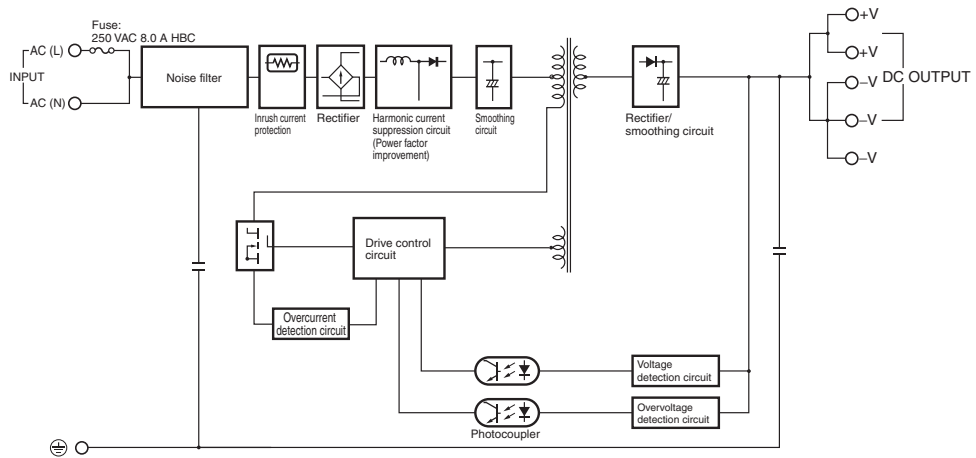 Fuse:
250 VAC 8.0 A HBC
AC (L)
INPUT
AC (N)
Noise filter
Inrush current
protection
Rectifier
Harmonic current
suppression circuit
(Power factor
improvement)
Smoothing
circuit
Rectifier/
smoothing circuit
+V
+V
DC OUTPUT
–V
–V
–V
Drive control
circuit
Overcurrent
detection circuit
Voltage
detection circuit
Overvoltage
detection circuit
Photocoupler